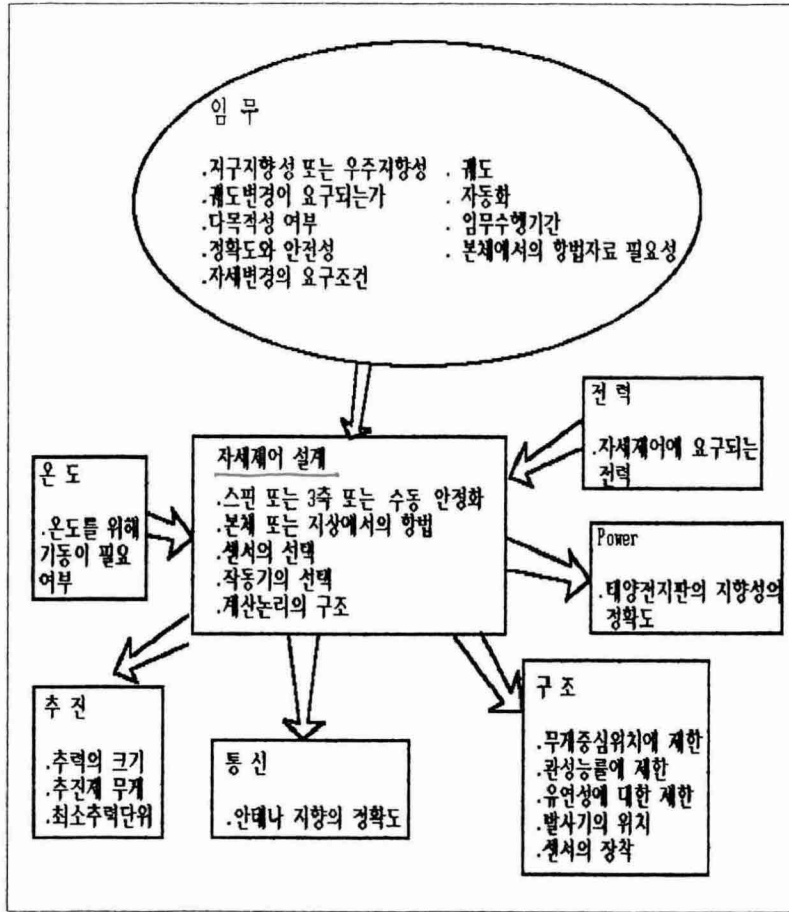 임 무
.지구지향성 또는 우주지향성
.궤도변경이 요구되는가
.다목적성 여부
.정확도와 안전성
.자세변경의 요구조건
. 궤도
. 자동화
. 임무수행기간
. 본체에서의 항법자료 필요성
전 력
.자세제어에 요구되는
전력
온 도
.온도를 위해
기동이 필요
여부
자세제어 설계
.스핀 또는 3축 또는 수동 안정화
.본체 또는 지상에서의 항법
.센서의 선택
.작동기의 선택
.계산논리의 구조
Power
.태양전지판의 지향성의
정확도
추 진
.추력의 크기
.추진제 무게
.최소추력단위
통 신
.안테나 지향의 정확도
구 조
.무게중심위치에 제한
.관성능률에 제한
.유연성에 대한 제한
.발사기의 위치
.센서의 장착